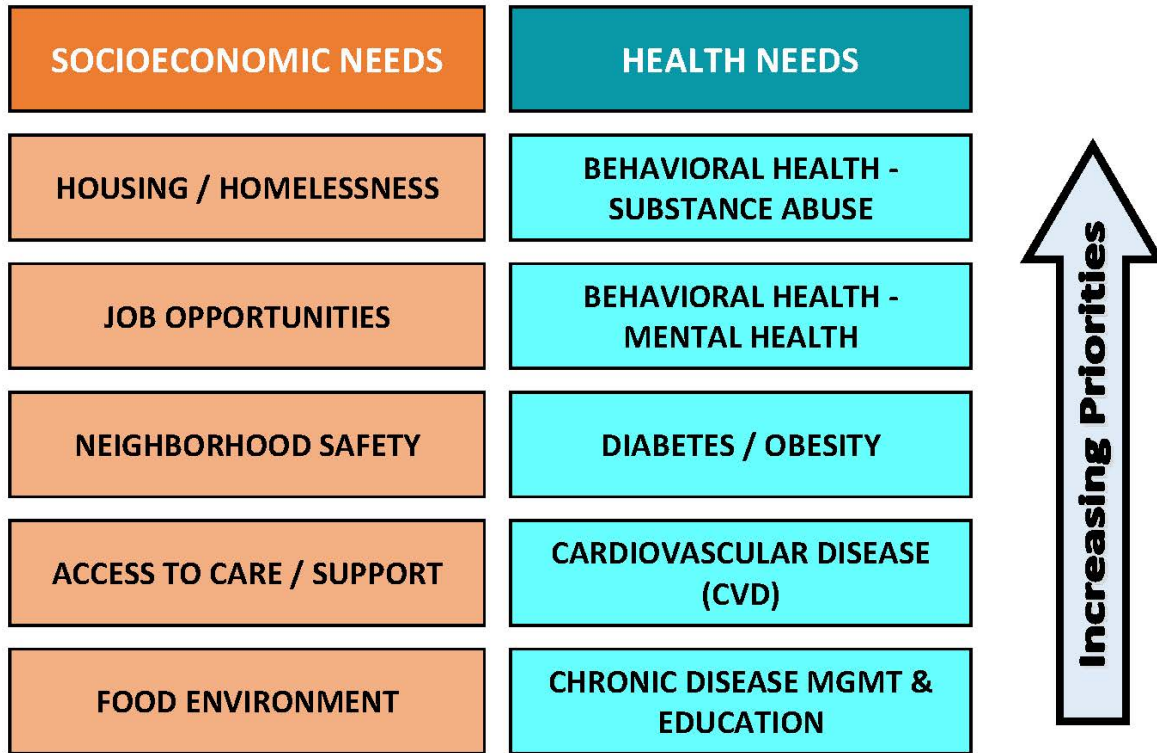 SOCIOECONOMIC NEEDS
HEALTH NEEDS
HOUSING / HOMELESSNESS
BEHAVIORAL HEALTH -
SUBSTANCE ABUSE
JOB OPPORTUNITIES
BEHAVIORAL HEALTH -
MENTAL HEALTH
NEIGHBORHOOD SAFETY
DIABETES / OBESITY
ACCESS TO CARE / SUPPORT
CARDIOVASCULAR DISEASE
(CVD)
FOOD ENVIRONMENT
CHRONIC DISEASE MGMT &
EDUCATION
Increasing Priorities